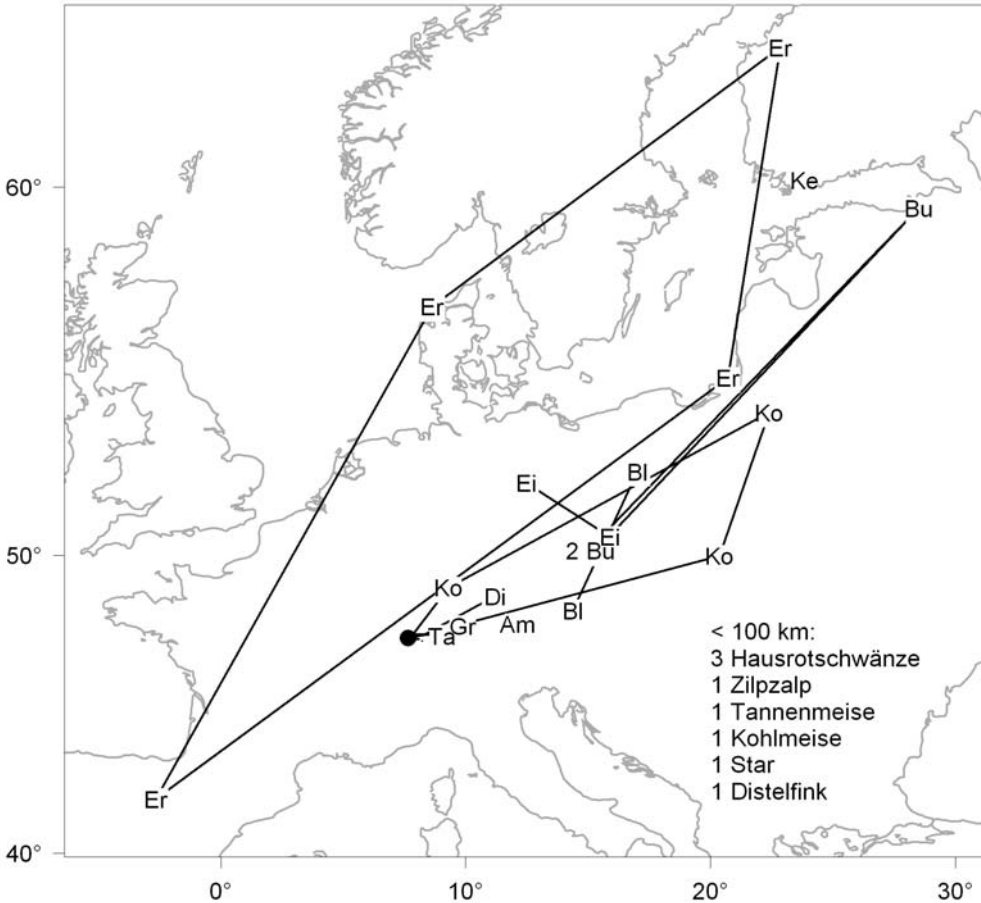 Er
60°
Ke
Bu
Er
Er
Ko
Ei
Bl
Ei
2 Bu
50°
Ko
Ko
Di
Bl
Gr
Am
Ta
< 100 km:
3 Hausrotschwänze
1 Zilpzalp
1 Tannenmeise
1 Kohlmeise
1 Star
1 Distelfink
Er
40°
0°
10°
20°
30°